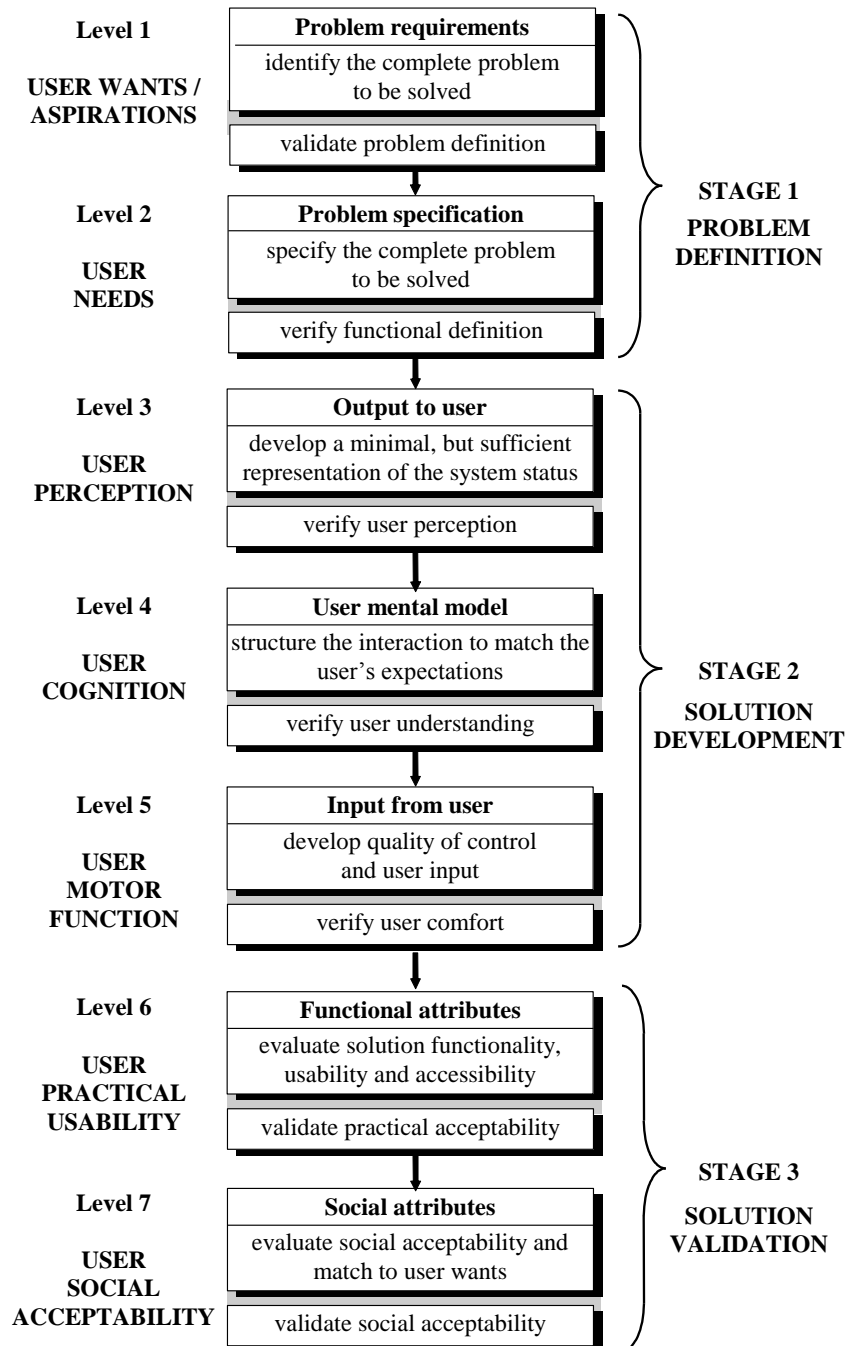 Level 1
USER WANTS /
ASPIRATIONS
Problem requirements
identify the complete problem
to be solved
validate problem definition
Level 2
USER
NEEDS
Problem specification
specify the complete problem
to be solved
verify functional definition
STAGE 1
PROBLEM
DEFINITION
Level 3
USER
PERCEPTION
Output to user
develop a minimal, but sufficient
representation of the system status
verify user perception
Level 4
USER
COGNITION
User mental model
structure the interaction to match the
user’s expectations
verify user understanding
Level 5
USER
MOTOR
FUNCTION
Input from user
develop quality of control
and user input
verify user comfort
STAGE 2
SOLUTION
DEVELOPMENT
Level 6
USER
PRACTICAL
USABILITY
Functional attributes
evaluate solution functionality,
usability and accessibility
validate practical acceptability
Level 7
USER
SOCIAL
ACCEPTABILITY
Social attributes
evaluate social acceptability and
match to user wants
validate social acceptability
STAGE 3
SOLUTION
VALIDATION